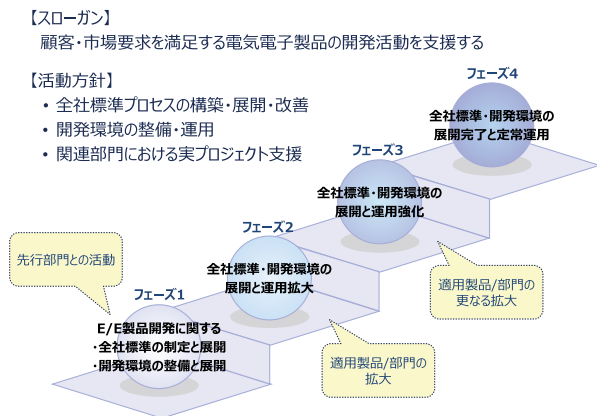 【スローガン】
顧客・市場要求を満足する電気電子製品の開発活動を支援する
【活動方針】
• 全社標準プロセスの構築・展開・改善
• 開発環境の整備・運用
• 関連部門における実プロジェクト支援
フェーズ4
全社標準・開発環境の
展開完了と定常運用
フェーズ3
全社標準・開発環境の
展開と運用強化
フェーズ2
全社標準・開発環境の
展開と運用拡大
先行部門との活動
フェーズ1
E/E製品開発に関する
・全社標準の制定と展開
・開発環境の整備と展開
適用製品/部門の
更なる拡大
適用製品/部門の
拡大